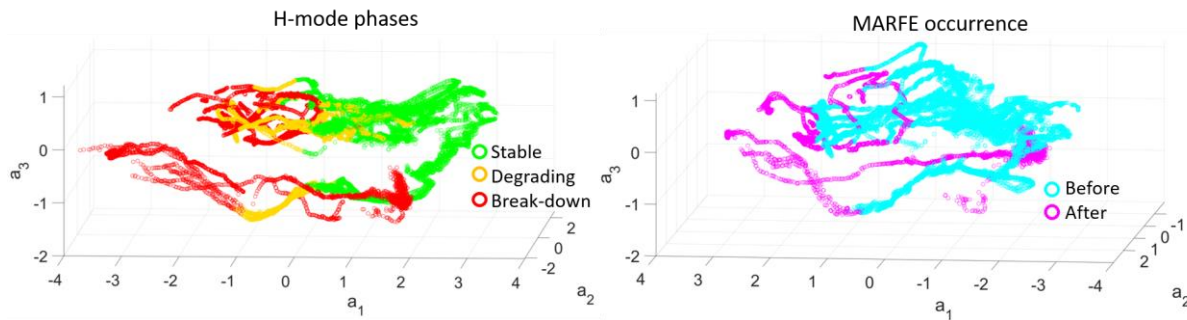 H-mode phases
1
0
-1
-2
a3
-4
-3
-2
-1
0
1
2
3
4
a1
2
0
-2
a2
Stable
Degrading
Break-down
MARFE occurrence
1
0
-1
-2
a3
4
3
2
1
0
-1
-2
-3
-4
a1
-1
0
1
2
a2
Before
After